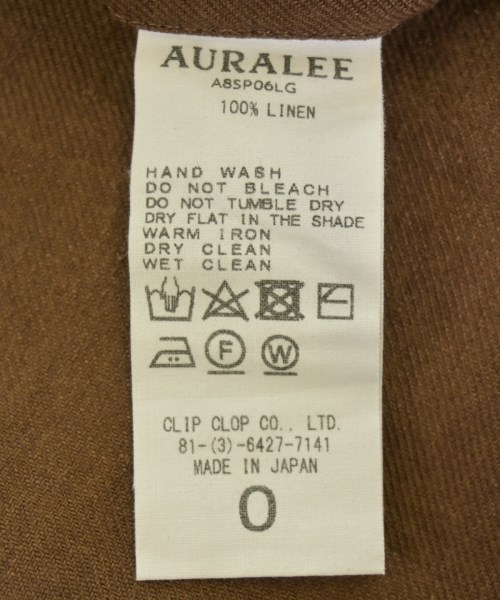 AURALEE
A8SP06LG
100% LINEN
HAND WASH
DO NOT BLEACH
DO NOT TUMBLE DRY
DRY FLAT IN THE SHADE
WARM IRON
DRY CLEAN
WET CLEAN
F W
CLIP CLOP CO., LTD.
81-(3)-6427-7141
MADE IN JAPAN
0